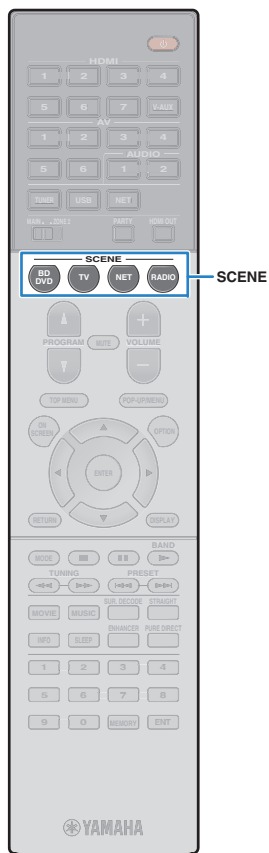 HDMI
1 2 3 4
5 6 7 V-AUX
AV
1 2 3 4
AUDIO
5 6 1 2
TUNER USB NET
MAIN ZONE2 PARTY HDMI OUT
SCENE
BD DVD TV NET RADIO
SCENE
PROGRAM MUTE VOLUME
TOP MENU POP-UP/MENU
ON SCREEN OPTION
ENTER
RETURN DISPLAY
BAND
MODE
TUNING PRESET
SUR. DECODE STRAIGHT
MOVIE MUSIC
ENHANCER PURE DIRECT
INFO SLEEP
1 2 3 4
5 6 7 8
9 0 MEMORY ENT
YAMAHA